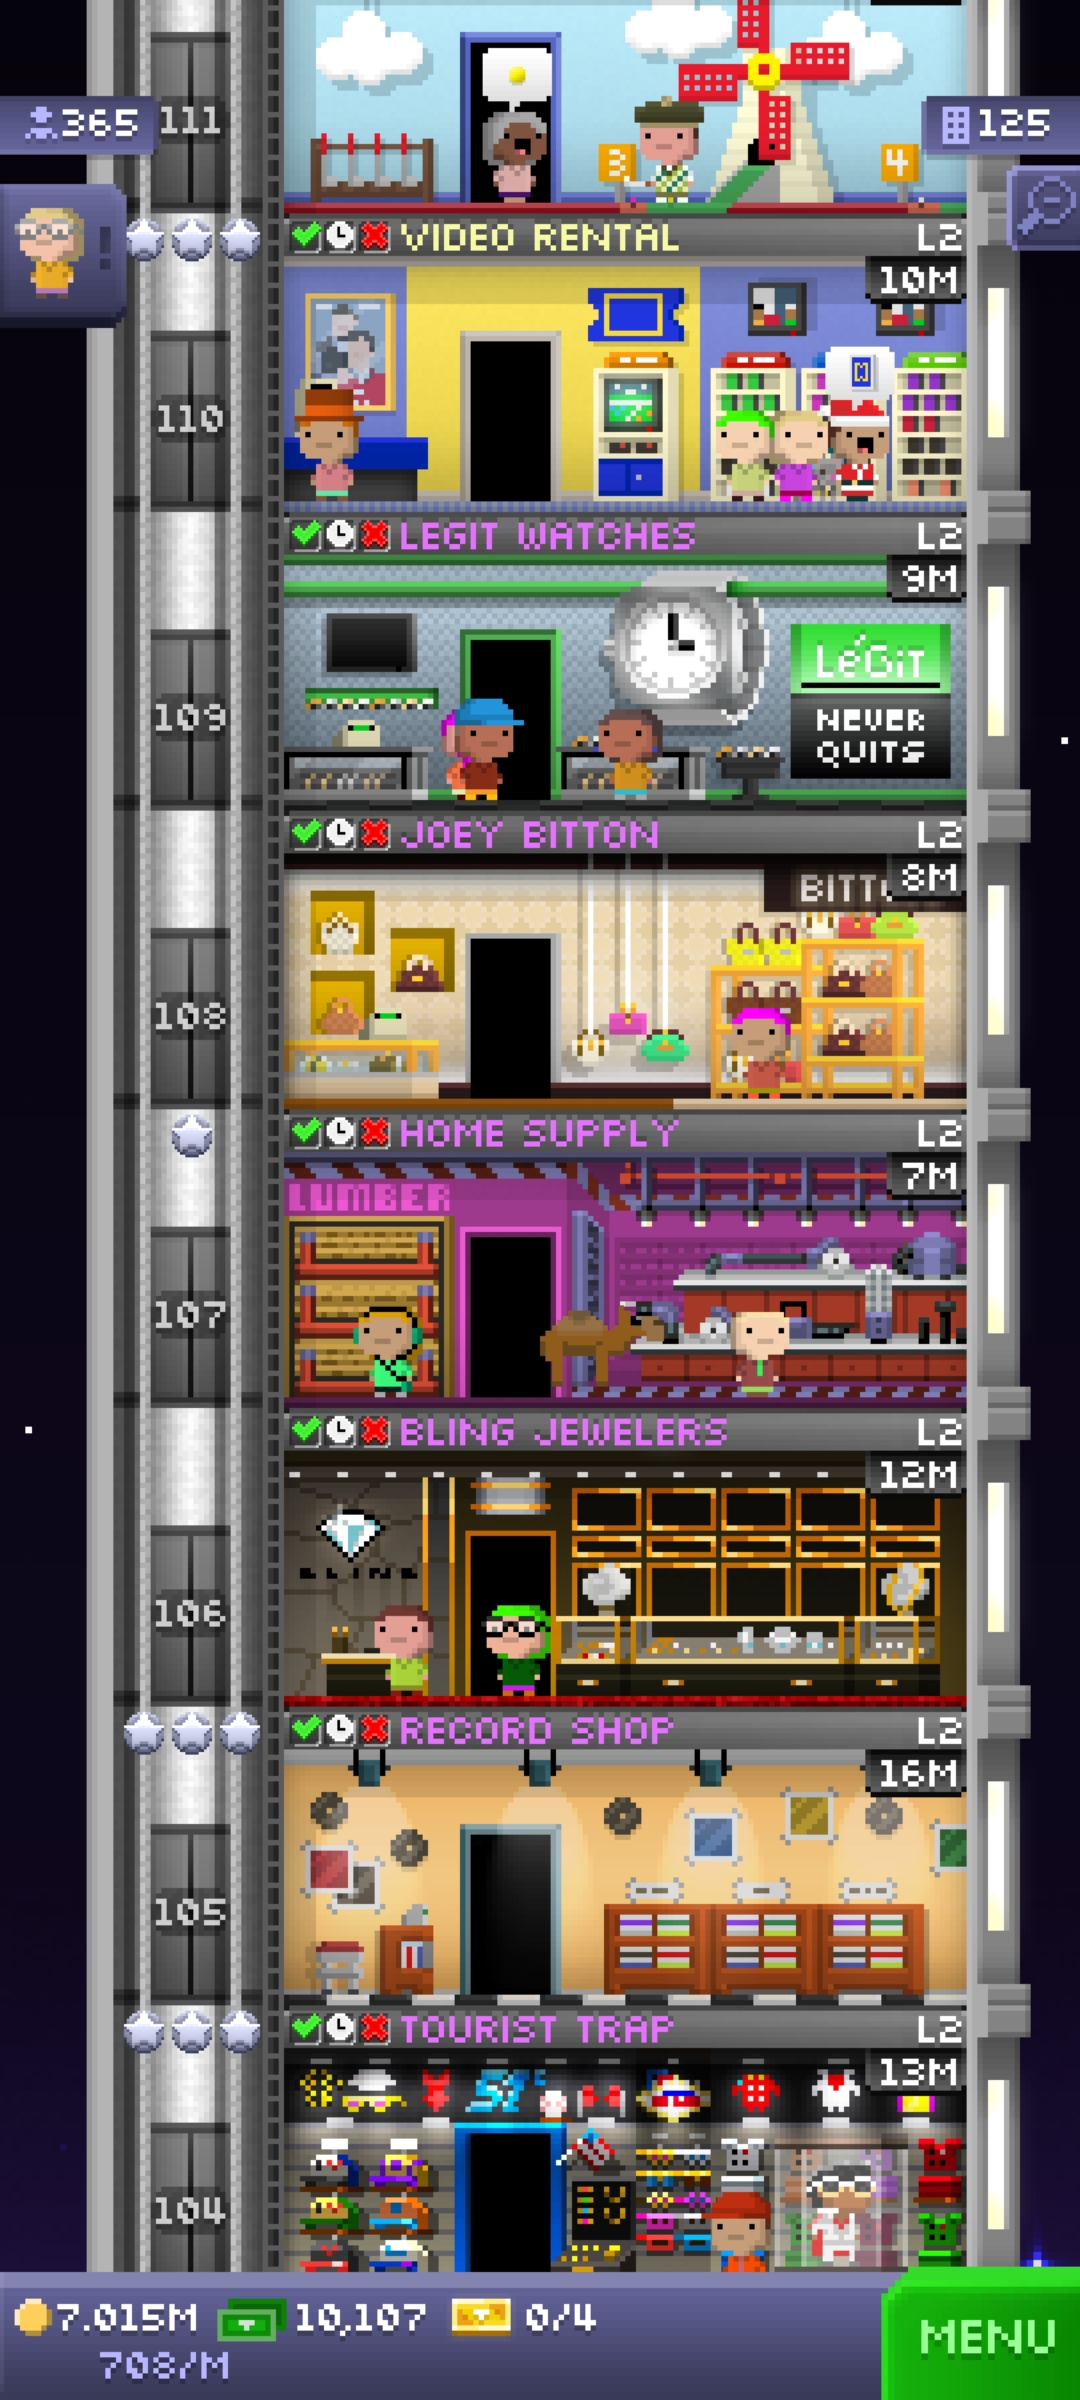 365
111
125
3
4
VIDEO RENTAL
L2
10M
110
LEGIT WATCHES
L2
9M
LéGiT
NEVER
QUITS
109
JOEY BITTON
L2
8M
108
HOME SUPPLY
L2
7M
LUMBER
107
BLING JEWELERS
L2
12M
BLING
106
RECORD SHOP
L2
16M
105
TOURIST TRAP
L2
13M
104
7.015M
10,107
0/4
MENU
708/M